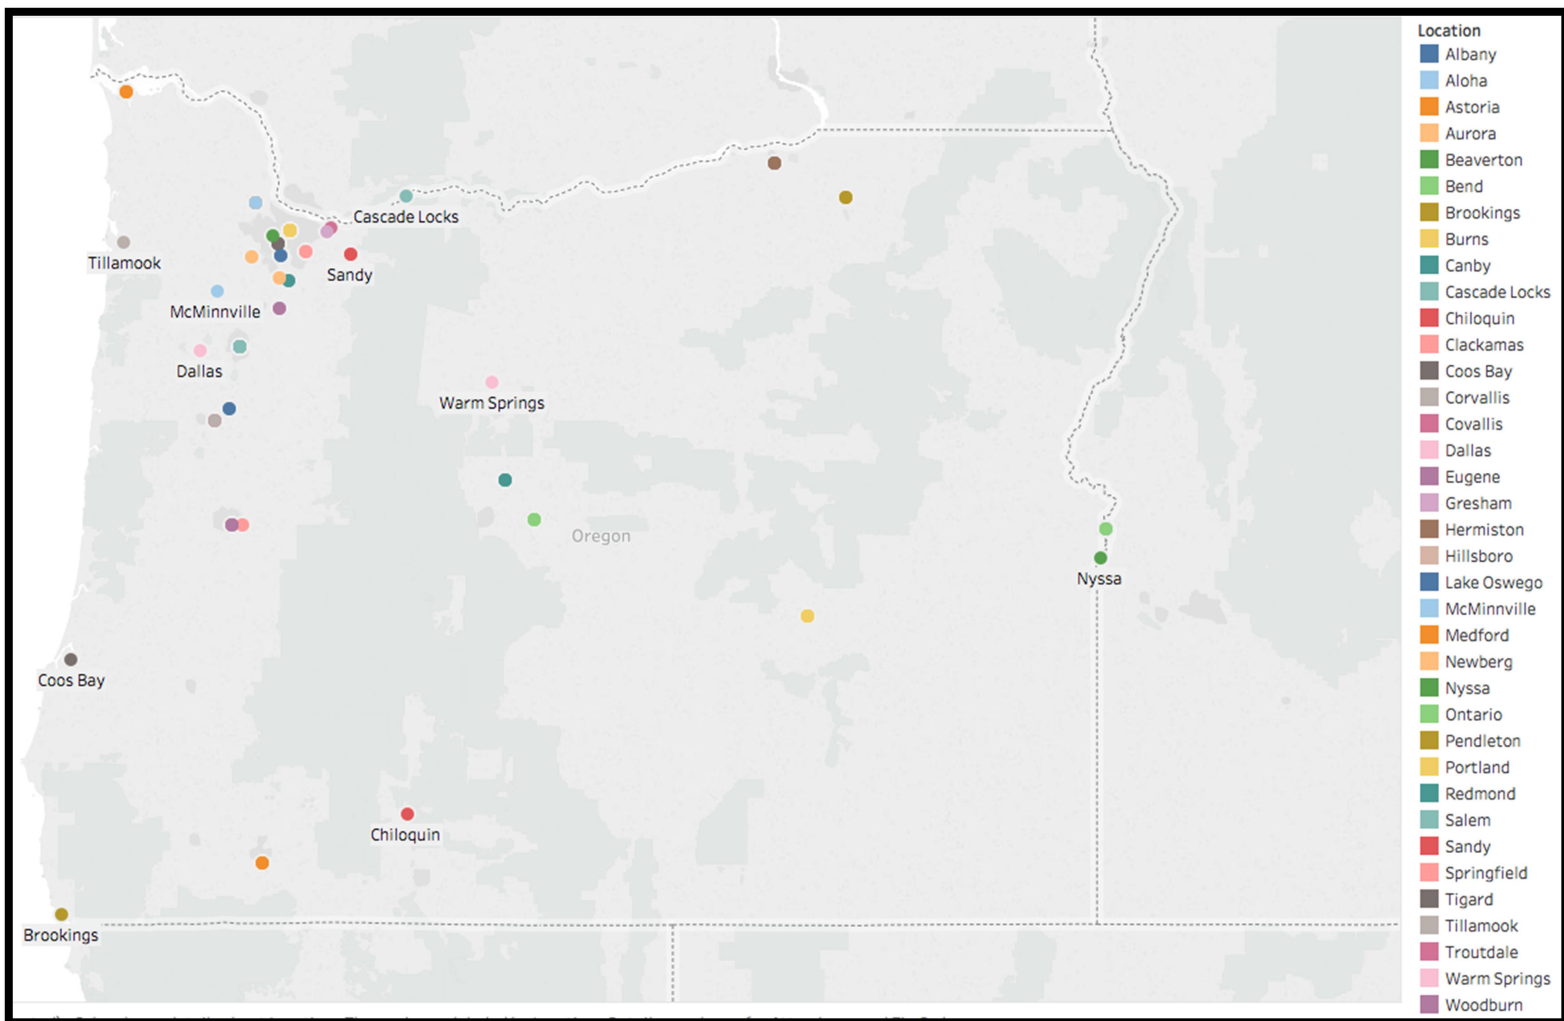 Location
Albany
Aloha
Astoria
Aurora
Beaverton
Bend
Brookings
Burns
Canby
Cascade Locks
Chiloquin
Clackamas
Coos Bay
Corvallis
Covallis
Dallas
Eugene
Gresham
Hermiston
Hillsboro
Lake Oswego
McMinnville
Medford
Newberg
Nyssa
Ontario
Pendleton
Portland
Redmond
Salem
Sandy
Springfield
Tigard
Tillamook
Troutdale
Warm Springs
Woodburn
Cascade Locks
Tillamook
Sandy
McMinnville
Dallas
Warm Springs
Oregon
Nyssa
Coos Bay
Chiloquin
Brookings